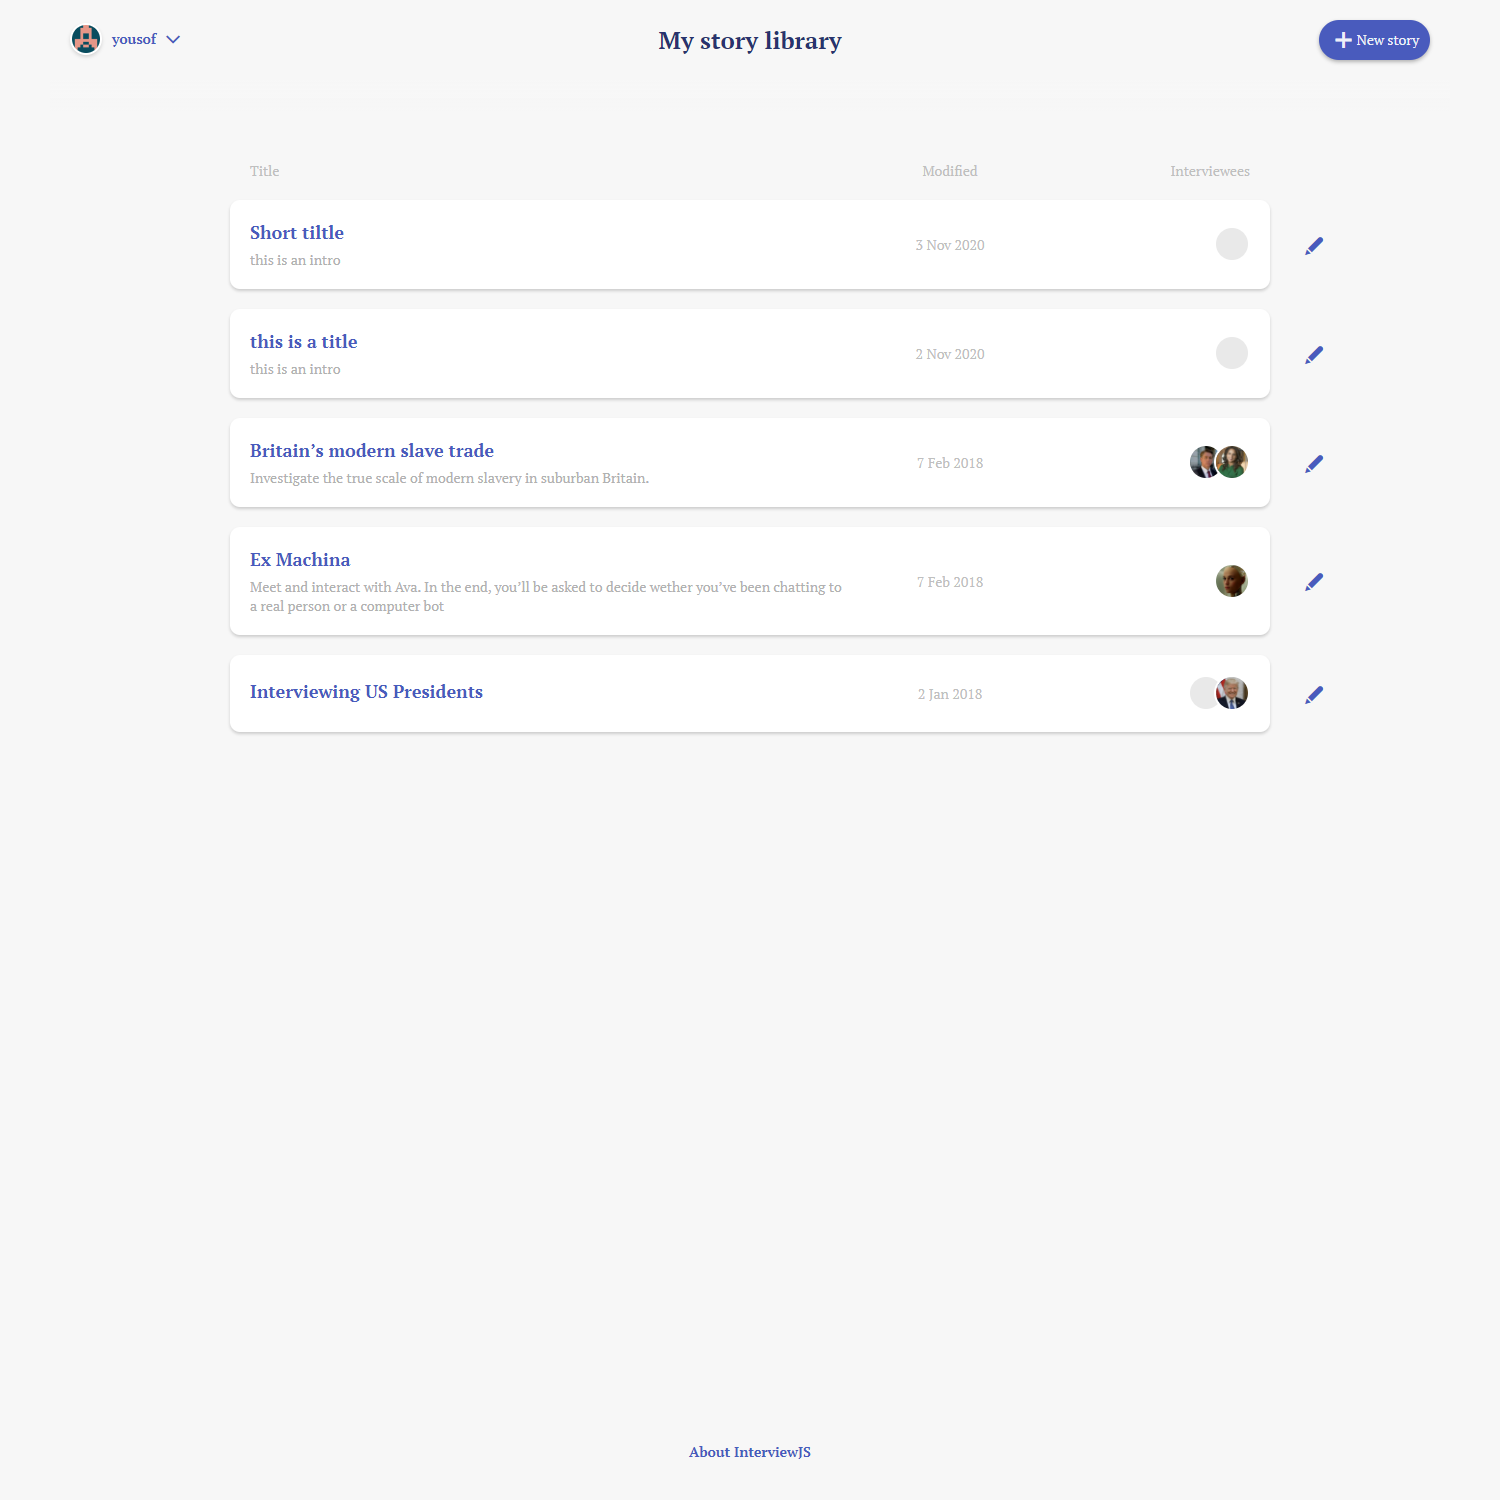 yousof
My story library
New story
Title
Modified
Interviewees
Short tiltle
this is an intro
3 Nov 2020
this is a title
this is an intro
2 Nov 2020
Britain’s modern slave trade
Investigate the true scale of modern slavery in suburban Britain.
7 Feb 2018
Ex Machina
Meet and interact with Ava. In the end, you’ll be asked to decide wether you’ve been chatting to
a real person or a computer bot
7 Feb 2018
Interviewing US Presidents
2 Jan 2018
About InterviewJS